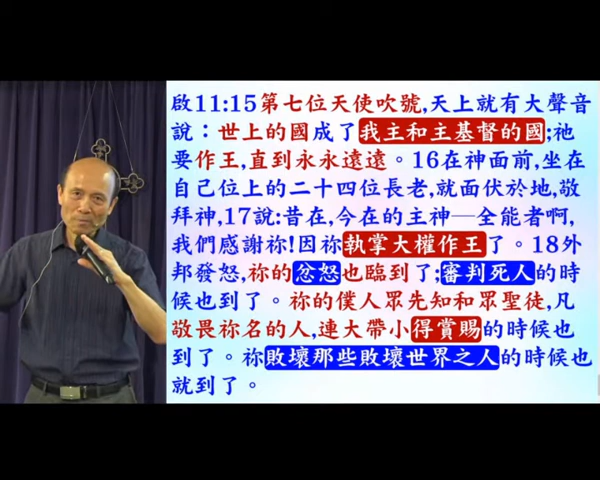 啟11:15第七位天使吹號,天上就有大聲音
說：世上的國成了我主和主基督的國;祂
要作王,直到永永遠遠。16在神面前,坐在
自己位上的二十四位長老,就面伏於地,敬
拜神,17說:昔在,今在的主神─全能者啊,
我們感謝祢!因祢執掌大權作王了。18外
邦發怒,祢的忿怒也臨到了;審判死人的時
候也到了。祢的僕人眾先知和眾聖徒,凡
敬畏祢名的人,連大帶小得賞賜的時候也
到了。祢敗壞那些敗壞世界之人的時候也
就到了。